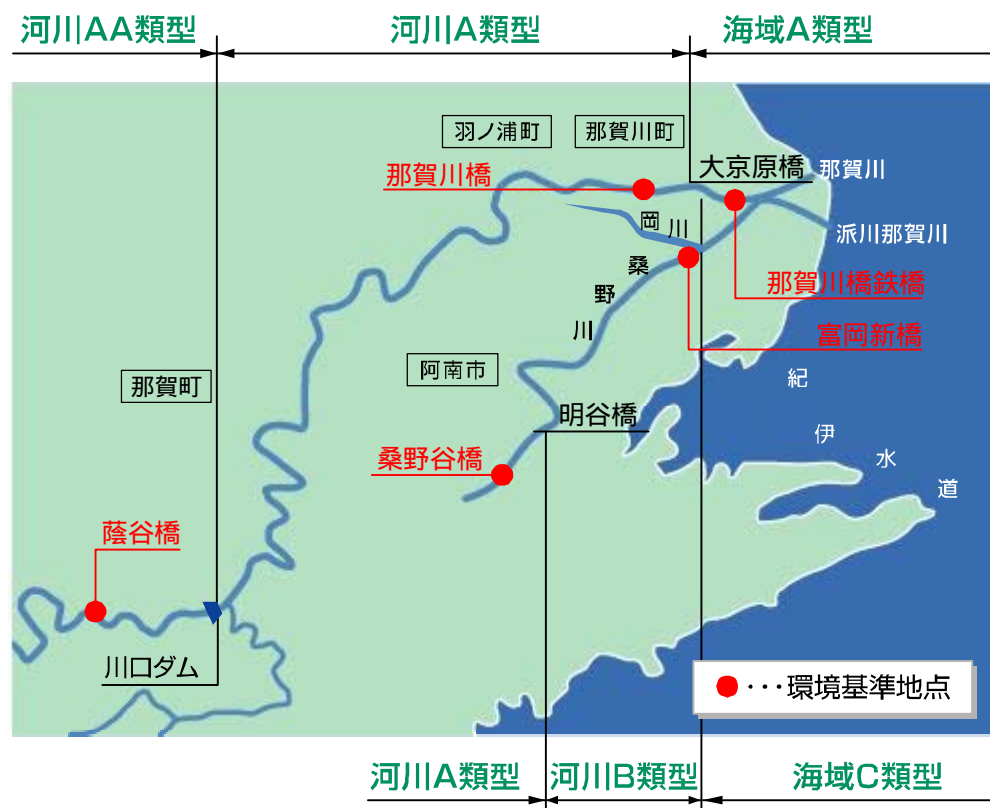 河川AA類型
河川A類型
海域A類型
羽ノ浦町
那賀川町
大京原橋
那賀川
那賀川橋
岡川
派川那賀川
桑野川
那賀川橋鉄橋
富岡新橋
阿南市
那賀町
紀伊水道
明谷橋
桑野谷橋
蔭谷橋
川口ダム
●･･･環境基準地点
河川A類型
河川B類型
海域C類型